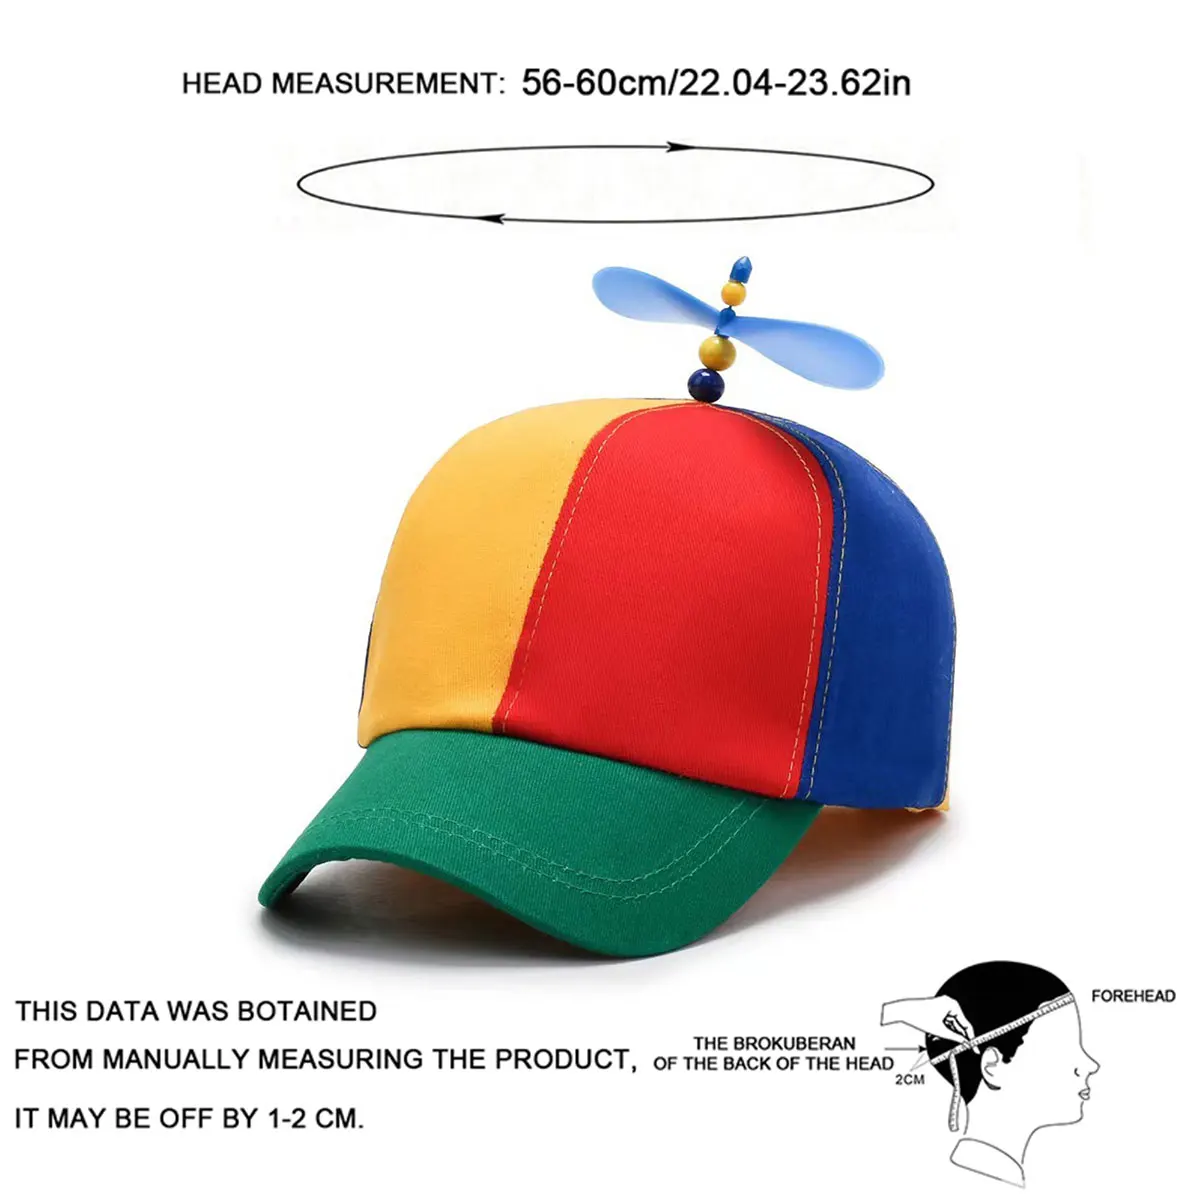 HEAD MEASUREMENT: 56-60cm/22.04-23.62in
THIS DATA WAS BOTAINED
FROM MANUALLY MEASURING THE PRODUCT,
IT MAY BE OFF BY 1-2 CM.
THE BROKUBERAN
OF THE BACK OF THE HEAD
2CM
FOREHEAD